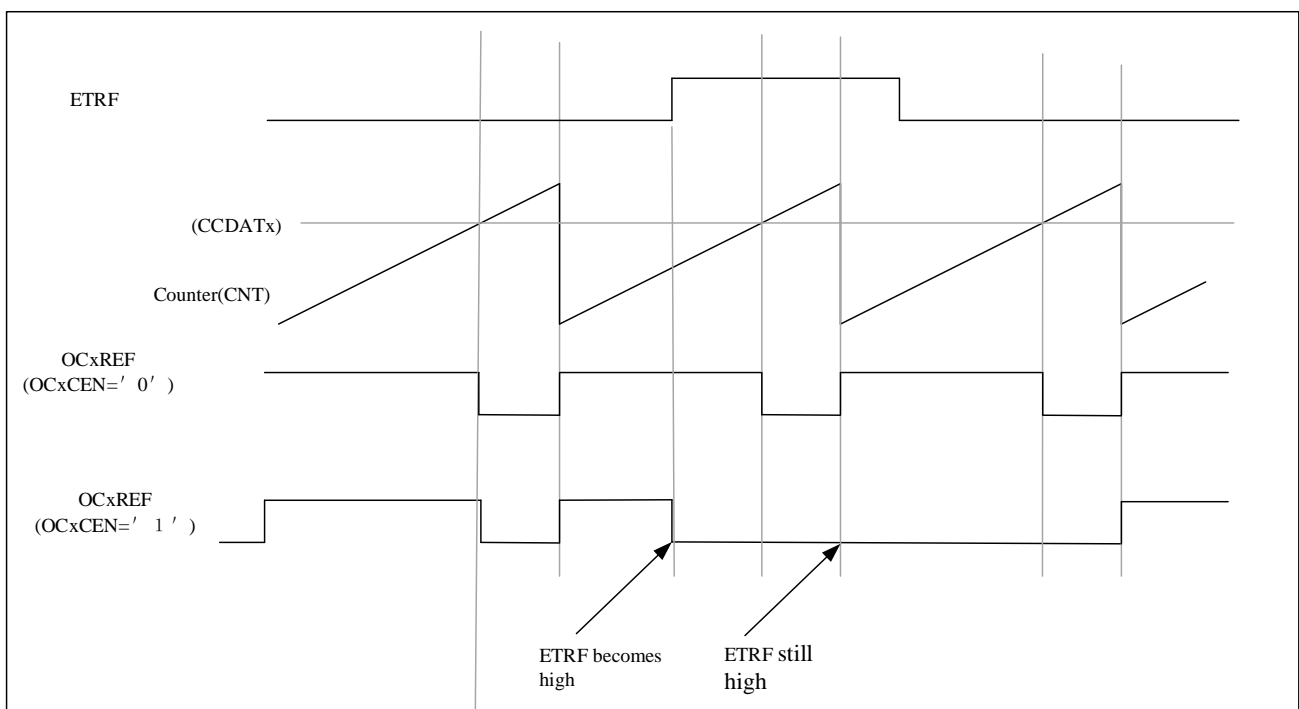 ETRF
(CCDATx)
Counter(CNT)
OCxREF
(OCxCEN=＇0＇)
OCxREF
(OCxCEN=＇1＇)
ETRF becomes
high
ETRF still
high